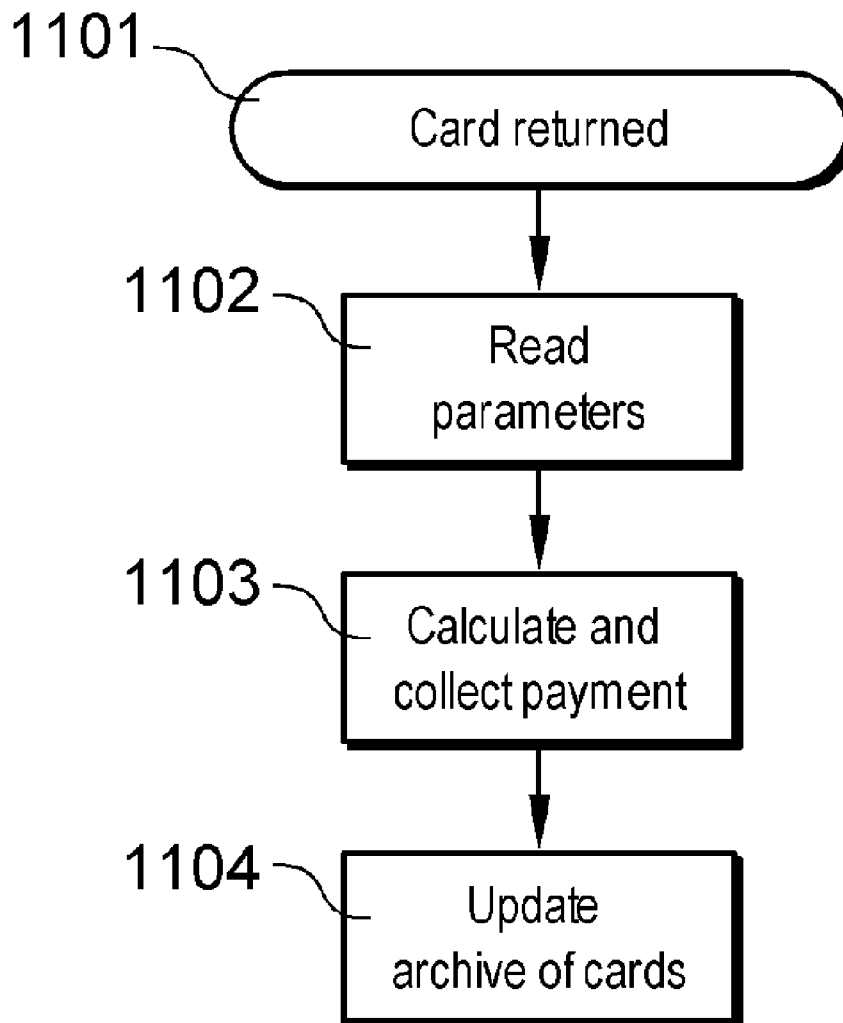 1101
Card returned
1102
Read
parameters
1103
Calculate and
collect payment
1104
Update
archive of cards